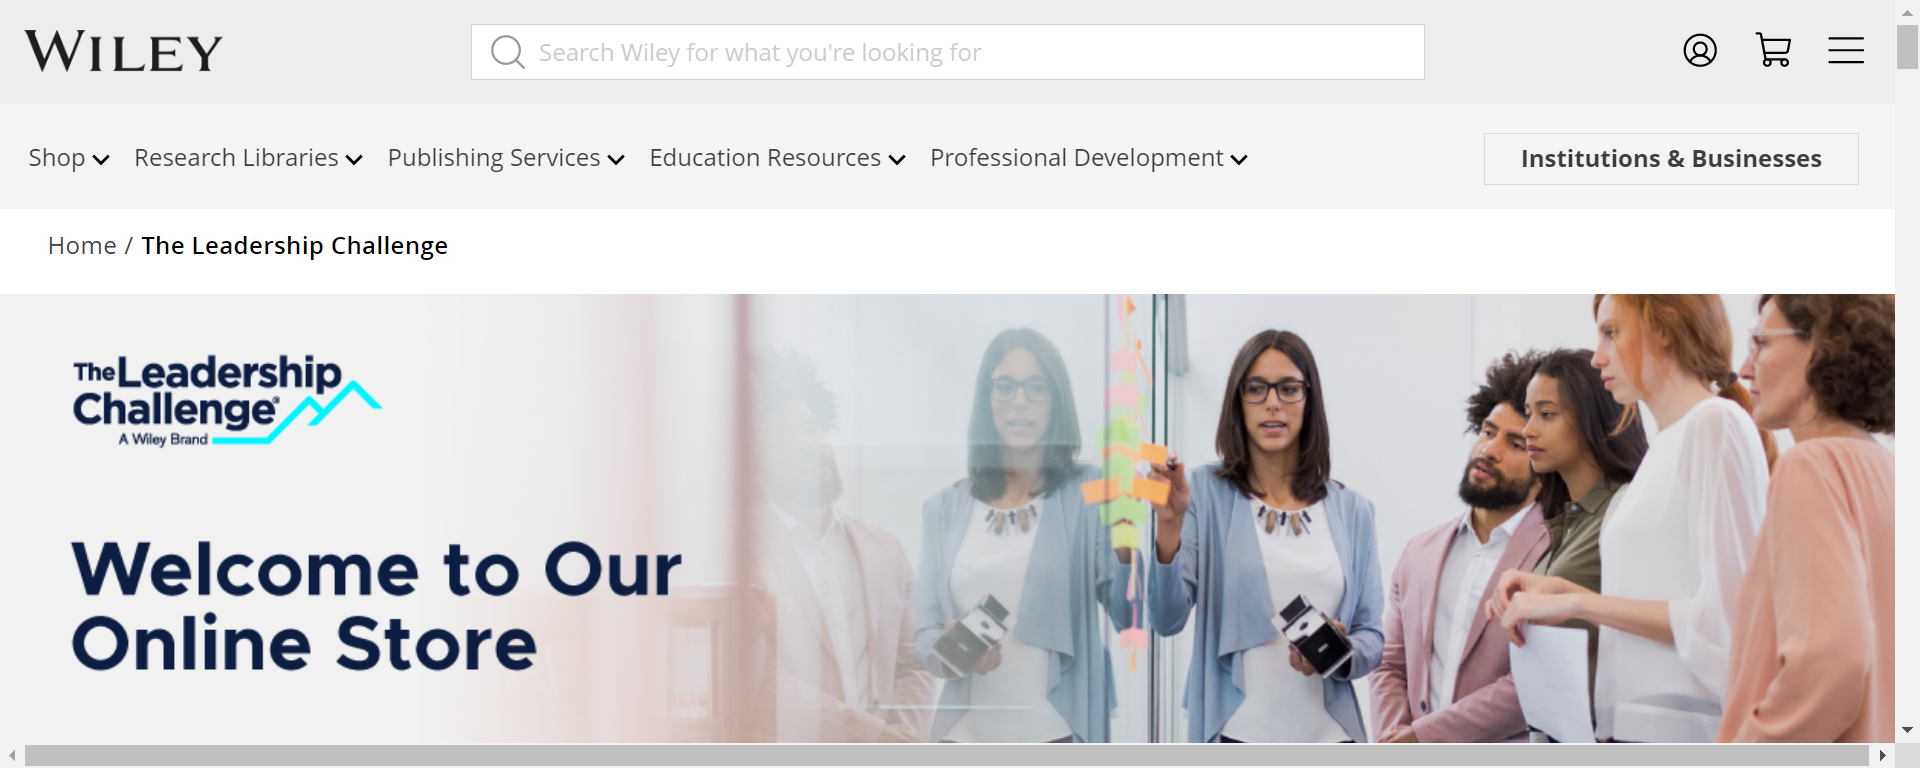 WILEY
Search Wiley for what you're looking for
Shop Research Libraries Publishing Services Education Resources Professional Development Institutions & Businesses
Home / The Leadership Challenge
The Leadership
Challenge®
A Wiley Brand
Welcome to Our
Online Store